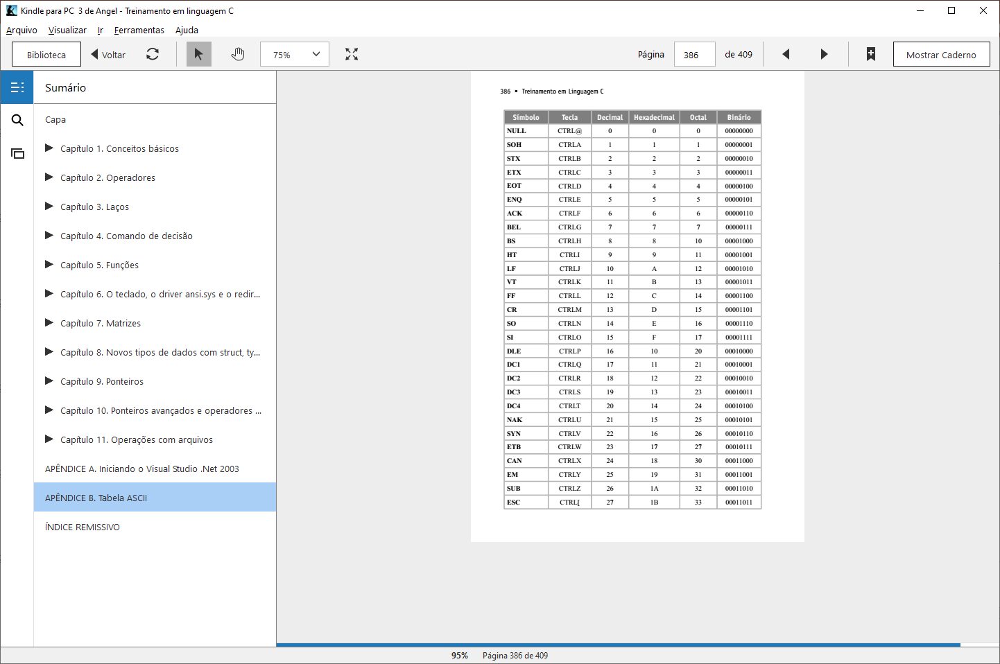 Kindle para PC 3 de Angel - Treinamento em linguagem C
Arquivo Visualizar Ir Ferramentas Ajuda
Biblioteca Voltar 75% Página 386 de 409 Mostrar Caderno
Sumário
Capa
Capítulo 1. Conceitos básicos
Capítulo 2. Operadores
Capítulo 3. Laços
Capítulo 4. Comando de decisão
Capítulo 5. Funções
Capítulo 6. O teclado, o driver ansi.sys e o redir...
Capítulo 7. Matrizes
Capítulo 8. Novos tipos de dados com struct, ty...
Capítulo 9. Ponteiros
Capítulo 10. Ponteiros avançados e operadores ...
Capítulo 11. Operações com arquivos
APÊNDICE A. Iniciando o Visual Studio .Net 2003
APÊNDICE B. Tabela ASCII
ÍNDICE REMISSIVO
386 ▪ Treinamento em Linguagem C
Símbolo Tecla Decimal Hexadecimal Octal Binário
NULL CTRL@ 0 0 0 00000000
SOH CTRLA 1 1 1 00000001
STX CTRLB 2 2 2 00000010
ETX CTRLC 3 3 3 00000011
EOT CTRLD 4 4 4 00000100
ENQ CTRLE 5 5 5 00000101
ACK CTRLF 6 6 6 00000110
BEL CTRLG 7 7 7 00000111
BS CTRLH 8 8 10 00001000
HT CTRLI 9 9 11 00001001
LF CTRLJ 10 A 12 00001010
VT CTRLK 11 B 13 00001011
FF CTRLL 12 C 14 00001100
CR CTRLM 13 D 15 00001101
SO CTRLN 14 E 16 00001110
SI CTRLO 15 F 17 00001111
DLE CTRLP 16 10 20 00010000
DC1 CTRLQ 17 11 21 00010001
DC2 CTRLR 18 12 22 00010010
DC3 CTRLS 19 13 23 00010011
DC4 CTRLT 20 14 24 00010100
NAK CTRLU 21 15 25 00010101
SYN CTRLV 22 16 26 00010110
ETB CTRLW 23 17 27 00010111
CAN CTRLX 24 18 30 00011000
EM CTRLY 25 19 31 00011001
SUB CTRLZ 26 1A 32 00011010
ESC CTRL[ 27 1B 33 00011011
95% Página 386 de 409